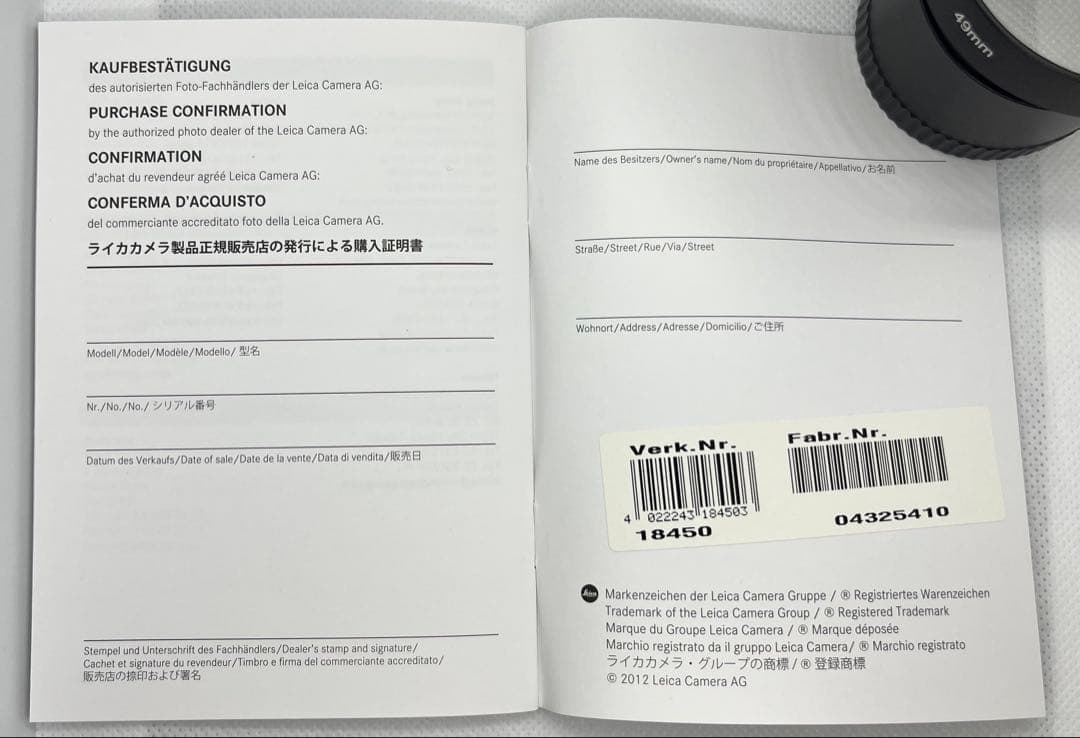 KAUFBESTÄTIGUNG
des autorisierten Foto-Fachhändlers der Leica Camera AG:
PURCHASE CONFIRMATION
by the authorized photo dealer of the Leica Camera AG:
CONFIRMATION
d'achat du revendeur agréé Leica Camera AG:
CONFERMA D'ACQUISTO
del commerciante accreditato foto della Leica Camera AG.
ライカカメラ製品正規販売店の発行による購入証明書
Modell/Model/Modèle/Modello/ 型名
Nr./No./No./ シリアル番号
Datum des Verkaufs/Date of sale/Date de la vente/Data di vendita/販売日
Stempel und Unterschrift des Fachhändlers/Dealer's stamp and signature/
Cachet et signature du revendeur/Timbro e firma del commerciante accreditato/
販売店の捺印および署名
49mm
Name des Besitzers/Owner's name/Nom du propriétaire/Appellativo/お名前
Straße/Street/Rue/Via/Street
Wohnort/Address/Adresse/Domicilio/ご住所
Verk.Nr.
4 022243 184503
18450
Fabr.Nr.
04325410
Leica
Markenzeichen der Leica Camera Gruppe / ® Registriertes Warenzeichen
Trademark of the Leica Camera Group / ® Registered Trademark
Marque du Groupe Leica Camera / ® Marque déposée
Marchio registrato da il gruppo Leica Camera/ ® Marchio registrato
ライカカメラ・グループの商標/ ® 登録商標
© 2012 Leica Camera AG